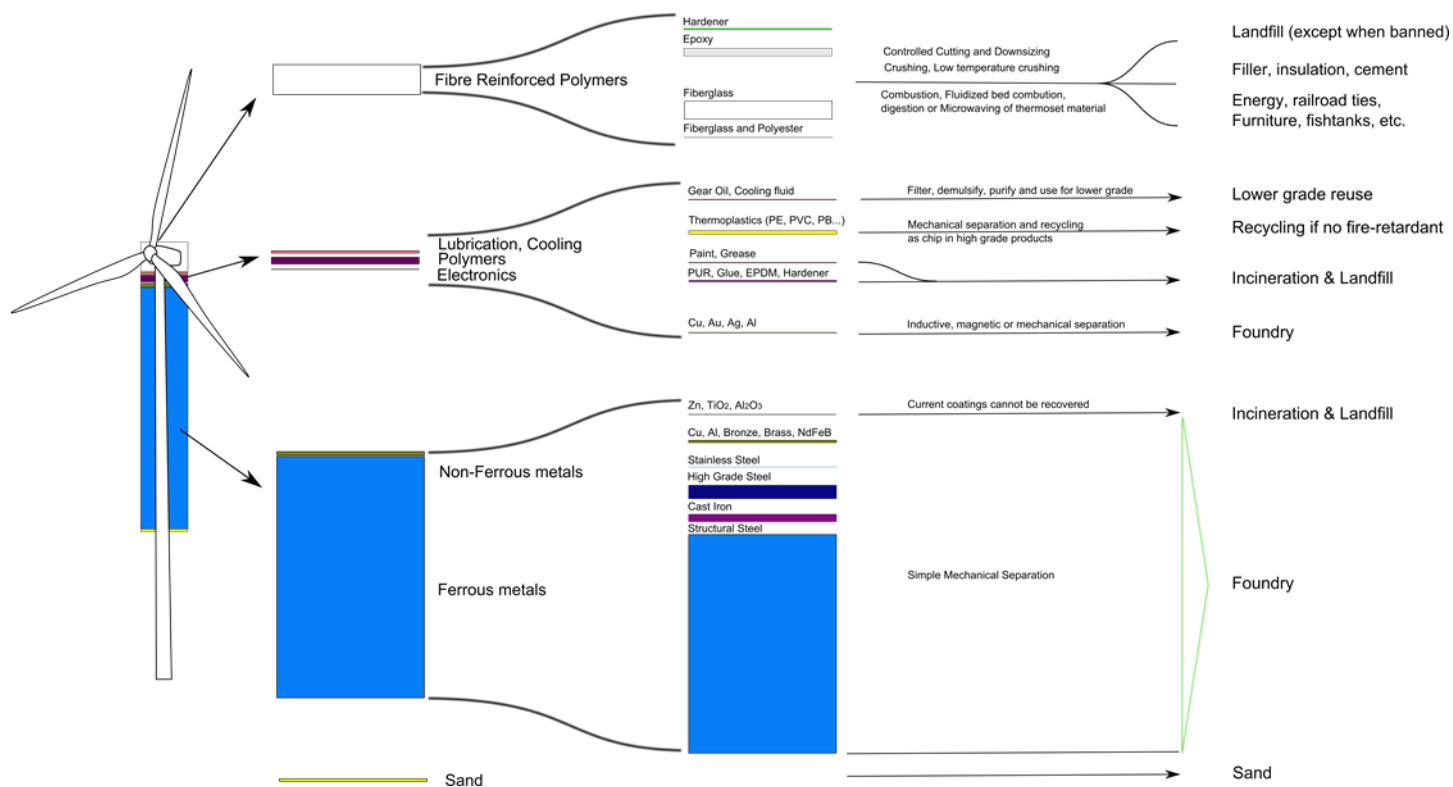 Hardener
Epoxy
Fibre Reinforced Polymers
Fiberglass
Fiberglass and Polyester
Controlled Cutting and Downsizing
Crushing, Low temperature crushing
Combustion, Fluidized bed combution,
digestion or Microwaving of thermoset material
Landfill (except when banned)
Filler, insulation, cement
Energy, railroad ties,
Furniture, fishtanks, etc.
Lubrication, Cooling
Polymers
Electronics
Gear Oil, Cooling fluid
Filter, demulsify, purify and use for lower grade
Lower grade reuse
Thermoplastics (PE, PVC, PB...)
Mechanical separation and recycling
as chip in high grade products
Recycling if no fire-retardant
Paint, Grease
PUR, Glue, EPDM, Hardener
Incineration & Landfill
Cu, Au, Ag, Al
Inductive, magnetic or mechanical separation
Foundry
Non-Ferrous metals
Ferrous metals
Zn, TiO2, Al2O3
Current coatings cannot be recovered
Incineration & Landfill
Cu, Al, Bronze, Brass, NdFeB
Stainless Steel
High Grade Steel
Cast Iron
Structural Steel
Simple Mechanical Separation
Foundry
Sand
Sand